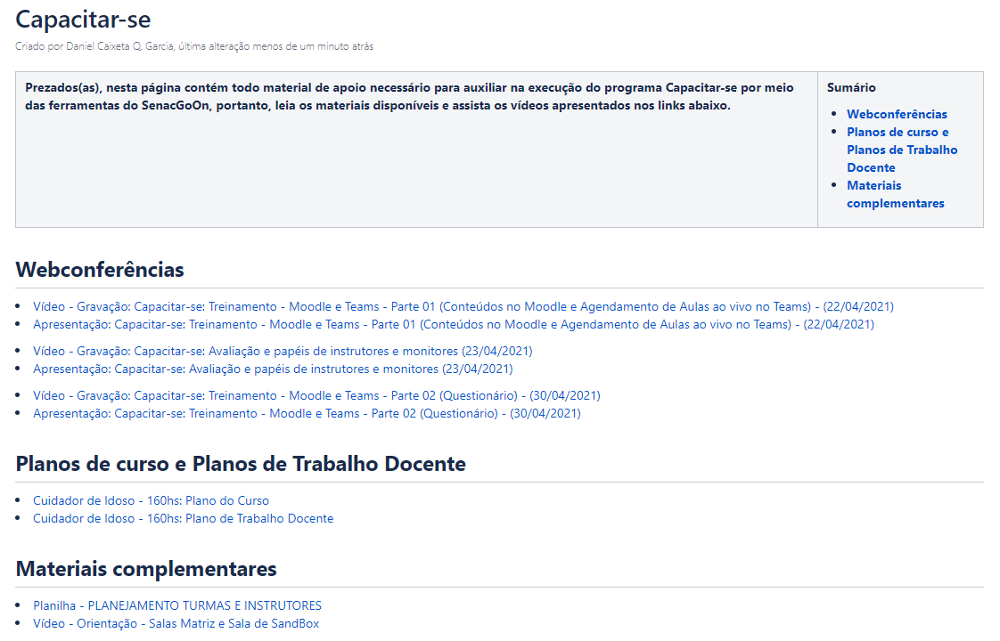 Capacitar-se
Criado por Daniel Caixeta Q. Garcia, última alteração menos de um minuto atrás
Prezados(as), nesta página contém todo material de apoio necessário para auxiliar na execução do programa Capacitar-se por meio
das ferramentas do SenacGoOn, portanto, leia os materiais disponíveis e assista os vídeos apresentados nos links abaixo.
Sumário
Webconferências
Planos de curso e
Planos de Trabalho
Docente
Materiais
complementares
Webconferências
Vídeo - Gravação: Capacitar-se: Treinamento - Moodle e Teams - Parte 01 (Conteúdos no Moodle e Agendamento de Aulas ao vivo no Teams) - (22/04/2021)
Apresentação: Capacitar-se: Treinamento - Moodle e Teams - Parte 01 (Conteúdos no Moodle e Agendamento de Aulas ao vivo no Teams) - (22/04/2021)
Vídeo - Gravação: Capacitar-se: Avaliação e papéis de instrutores e monitores (23/04/2021)
Apresentação: Capacitar-se: Avaliação e papéis de instrutores e monitores (23/04/2021)
Vídeo - Gravação: Capacitar-se: Treinamento - Moodle e Teams - Parte 02 (Questionário) - (30/04/2021)
Apresentação: Capacitar-se: Treinamento - Moodle e Teams - Parte 02 (Questionário) - (30/04/2021)
Planos de curso e Planos de Trabalho Docente
Cuidador de Idoso - 160hs: Plano do Curso
Cuidador de Idoso - 160hs: Plano de Trabalho Docente
Materiais complementares
Planilha - PLANEJAMENTO TURMAS E INSTRUTORES
Vídeo - Orientação - Salas Matriz e Sala de SandBox